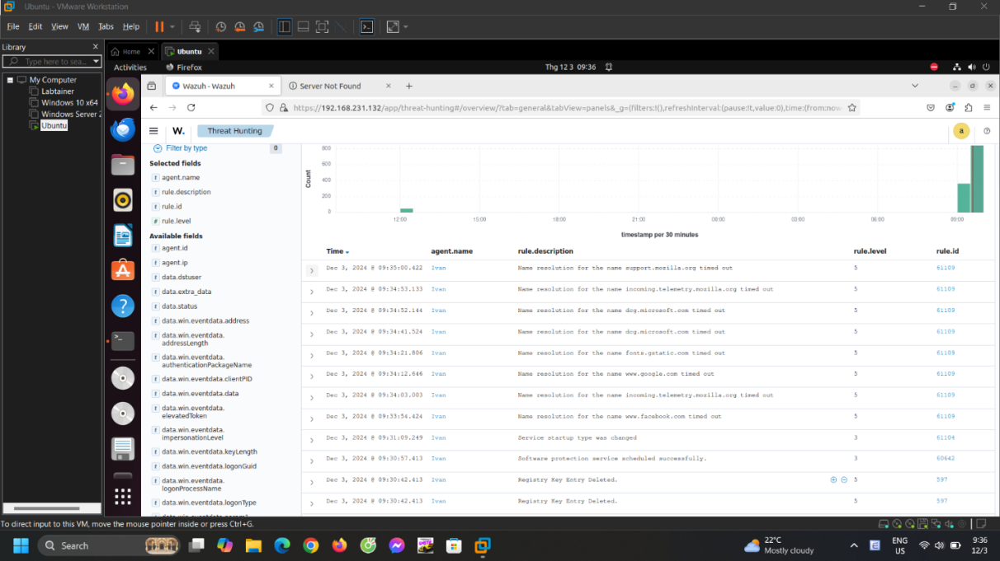 Ubuntu - VMware Workstation
File Edit View VM Tabs Help
Library
Type here to sea...
My Computer
Labtainer
Windows 10 x64
Windows Server 2
Ubuntu
Home
Ubuntu
Activities
Firefox
Thg 12 3 09:36
Wazuh - Wazuh
Server Not Found
https://192.168.231.132/app/threat-hunting#/overview/?tab=general&tabView=panels&_g=(filters:!(),refreshInterval:(pause:!t,value:0),time:(from:now-
W.
Threat Hunting
a
Filter by type
0
Selected fields
t agent.name
t rule.description
t rule.id
# rule.level
Available fields
t agent.id
t agent.ip
t data.dstuser
t data.extra_data
t data.status
t data.win.eventdata.address
t data.win.eventdata.
addressLength
t data.win.eventdata.
authenticationPackageName
t data.win.eventdata.clientPID
t data.win.eventdata.data
t data.win.eventdata.
elevatedToken
t data.win.eventdata.
impersonationLevel
t data.win.eventdata.keyLength
t data.win.eventdata.logonGuid
t data.win.eventdata.
logonProcessName
t data.win.eventdata.logonType
Count
800
600
400
200
0
12:00 15:00 18:00 21:00 00:00 03:00 06:00 09:00
timestamp per 30 minutes
Time agent.name rule.description rule.level rule.id
Dec 3, 2024 @ 09:35:00.422 Ivan Name resolution for the name support.mozilla.org timed out 5 61109
Dec 3, 2024 @ 09:34:53.133 Ivan Name resolution for the name incoming.telemetry.mozilla.org timed out 5 61109
Dec 3, 2024 @ 09:34:52.144 Ivan Name resolution for the name dcg.microsoft.com timed out 5 61109
Dec 3, 2024 @ 09:34:41.524 Ivan Name resolution for the name dcg.microsoft.com timed out 5 61109
Dec 3, 2024 @ 09:34:21.806 Ivan Name resolution for the name fonts.gstatic.com timed out 5 61109
Dec 3, 2024 @ 09:34:12.646 Ivan Name resolution for the name www.google.com timed out 5 61109
Dec 3, 2024 @ 09:34:03.003 Ivan Name resolution for the name incoming.telemetry.mozilla.org timed out 5 61109
Dec 3, 2024 @ 09:33:54.424 Ivan Name resolution for the name www.facebook.com timed out 5 61109
Dec 3, 2024 @ 09:31:09.249 Ivan Service startup type was changed 3 61104
Dec 3, 2024 @ 09:30:57.413 Ivan Software protection service scheduled successfully. 3 60642
Dec 3, 2024 @ 09:30:42.413 Ivan Registry Key Entry Deleted. 5 597
Dec 3, 2024 @ 09:30:42.413 Ivan Registry Key Entry Deleted. 5 597
To direct input to this VM, move the mouse pointer inside or press Ctrl+G.
Search
22°C
Mostly cloudy
ENG
US
9:36
12/3